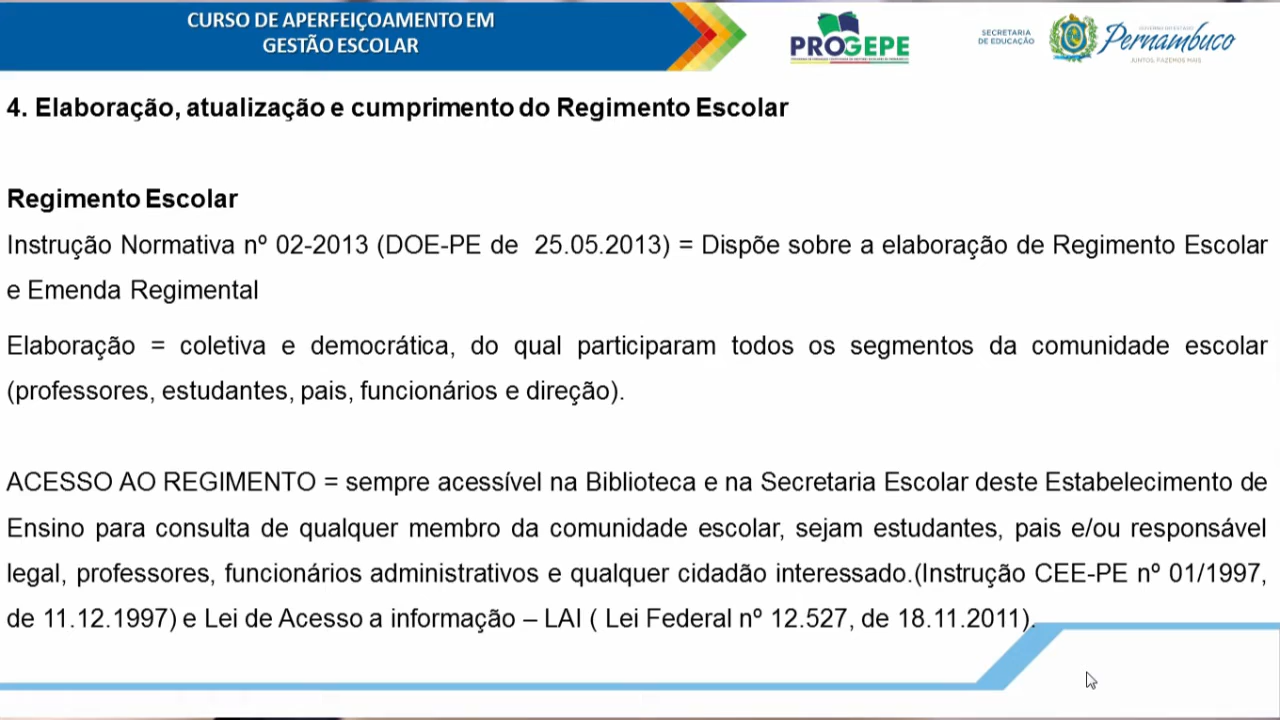 CURSO DE APERFEIÇOAMENTO EM
GESTÃO ESCOLAR
PROGEPE
SECRETARIA
DE EDUCAÇÃO
GOVERNO DO ESTADO
Pernambuco
JUNTOS, FAZEMOS MAIS
4. Elaboração, atualização e cumprimento do Regimento Escolar
Regimento Escolar
Instrução Normativa nº 02-2013 (DOE-PE de 25.05.2013) = Dispõe sobre a elaboração de Regimento Escolar
e Emenda Regimental
Elaboração = coletiva e democrática, do qual participaram todos os segmentos da comunidade escolar
(professores, estudantes, pais, funcionários e direção).
ACESSO AO REGIMENTO = sempre acessível na Biblioteca e na Secretaria Escolar deste Estabelecimento de
Ensino para consulta de qualquer membro da comunidade escolar, sejam estudantes, pais e/ou responsável
legal, professores, funcionários administrativos e qualquer cidadão interessado.(Instrução CEE-PE nº 01/1997,
de 11.12.1997) e Lei de Acesso a informação – LAI ( Lei Federal nº 12.527, de 18.11.2011).